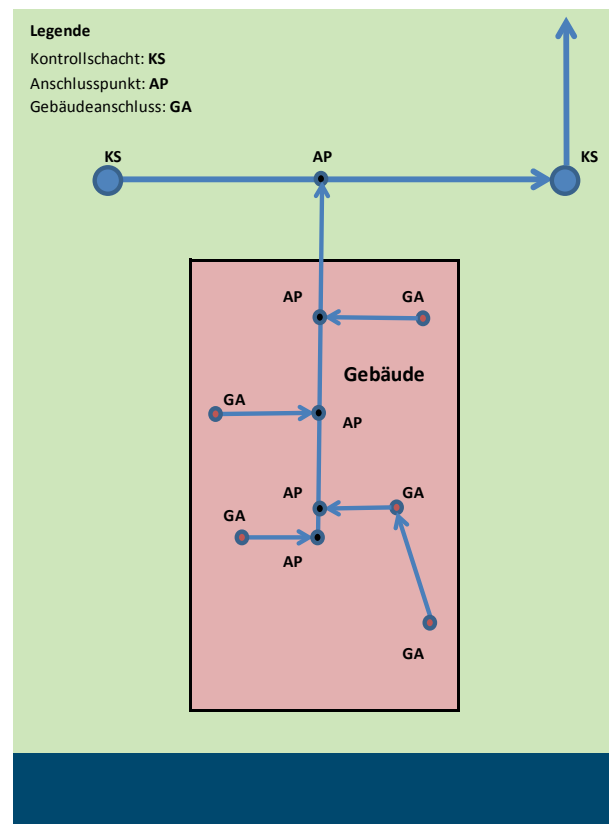 Legende
Kontrollschacht: KS
Anschlusspunkt: AP
Gebäudeanschluss: GA
KS
AP
KS
AP
GA
Gebäude
GA
AP
AP
GA
GA
AP
GA